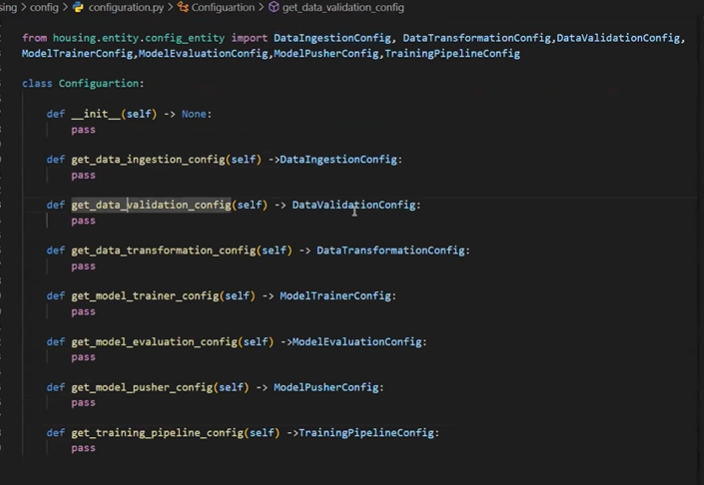 sing > config > configuration.py > Configuartion > get_data_validation_config
from housing.entity.config_entity import DataIngestionConfig, DataTransformationConfig,DataValidationConfig,
ModelTrainerConfig,ModelEvaluationConfig,ModelPusherConfig,TrainingPipelineConfig
class Configuartion:
def __init__(self) -> None:
pass
def get_data_ingestion_config(self) ->DataIngestionConfig:
pass
def get_data_validation_config(self) -> DataValidationConfig:
pass
def get_data_transformation_config(self) -> DataTransformationConfig:
pass
def get_model_trainer_config(self) -> ModelTrainerConfig:
pass
def get_model_evaluation_config(self) ->ModelEvaluationConfig:
pass
def get_model_pusher_config(self) -> ModelPusherConfig:
pass
def get_training_pipeline_config(self) ->TrainingPipelineConfig:
pass